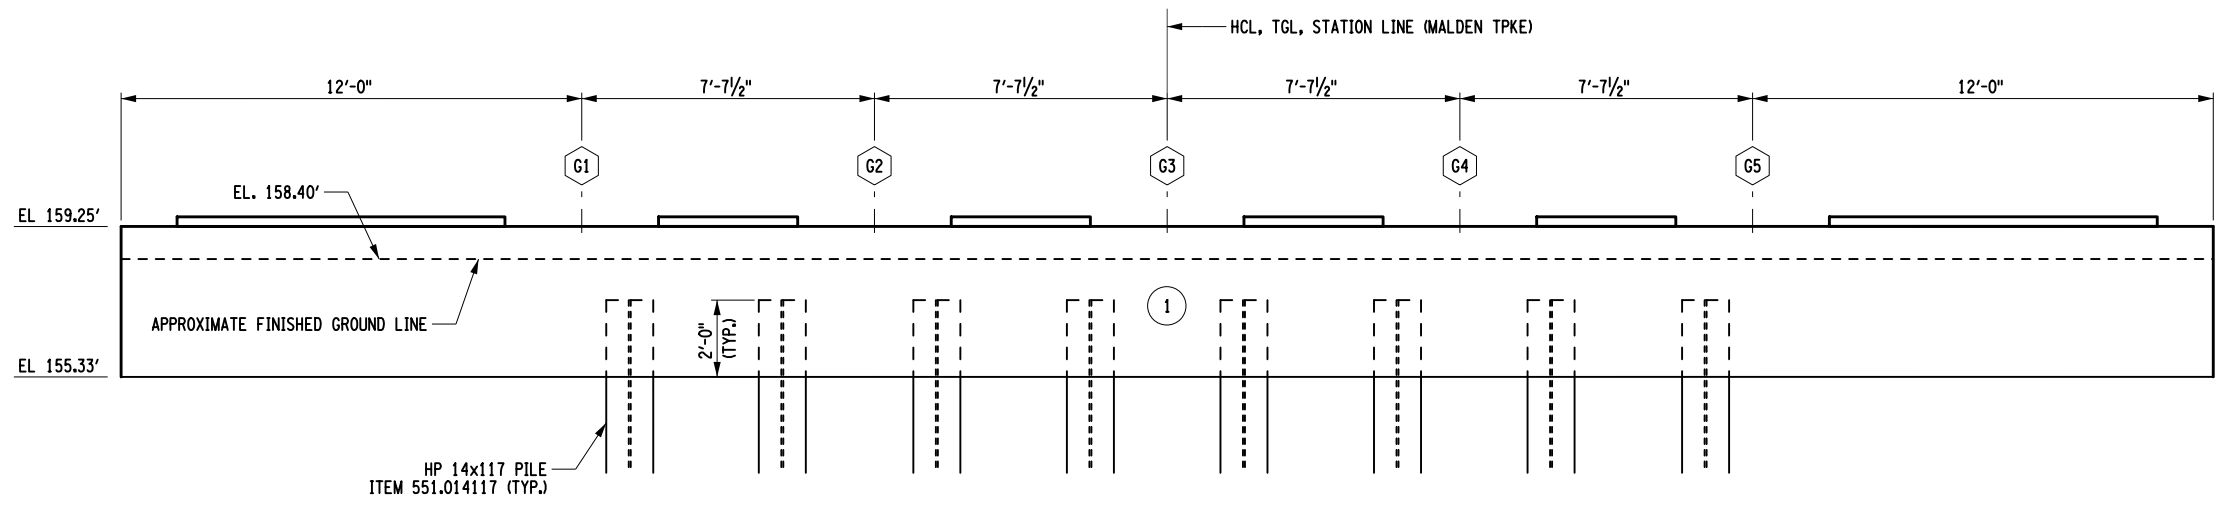 HCL, TGL, STATION LINE (MALDEN TPKE)
12'-0"
7'-7½"
7'-7½"
7'-7½"
7'-7½"
12'-0"
G1
G2
G3
G4
G5
EL. 158.40'
EL 159.25'
1
APPROXIMATE FINISHED GROUND LINE
2'-0"
(TYP.)
EL 155.33'
HP 14x117 PILE
ITEM 551.014117 (TYP.)